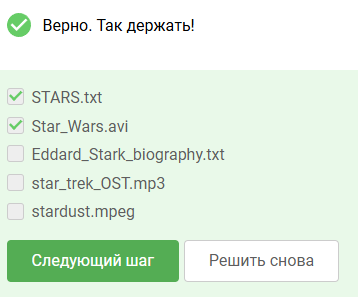 Верно. Так держать!
STARS.txt
Star_Wars.avi
Eddard_Stark_biography.txt
star_trek_OST.mp3
stardust.mpeg
Следующий шаг
Решить снова